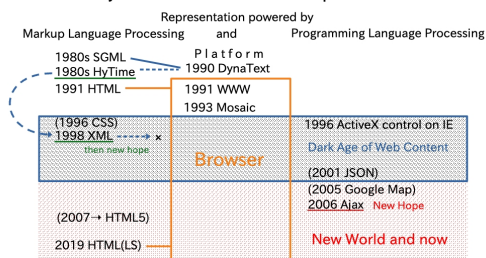 Representation powered by
Markup Language Processing and Programming Language Processing
Platform
1980s SGML
1980s HyTime
1990 DynaText
1991 HTML
1991 WWW
1993 Mosaic
(1996 CSS)
1998 XML
×
then new hope
Browser
1996 ActiveX control on IE
Dark Age of Web Content
(2001 JSON)
(2005 Google Map)
2006 Ajax New Hope
(2007→ HTML5)
2019 HTML(LS)
New World and now